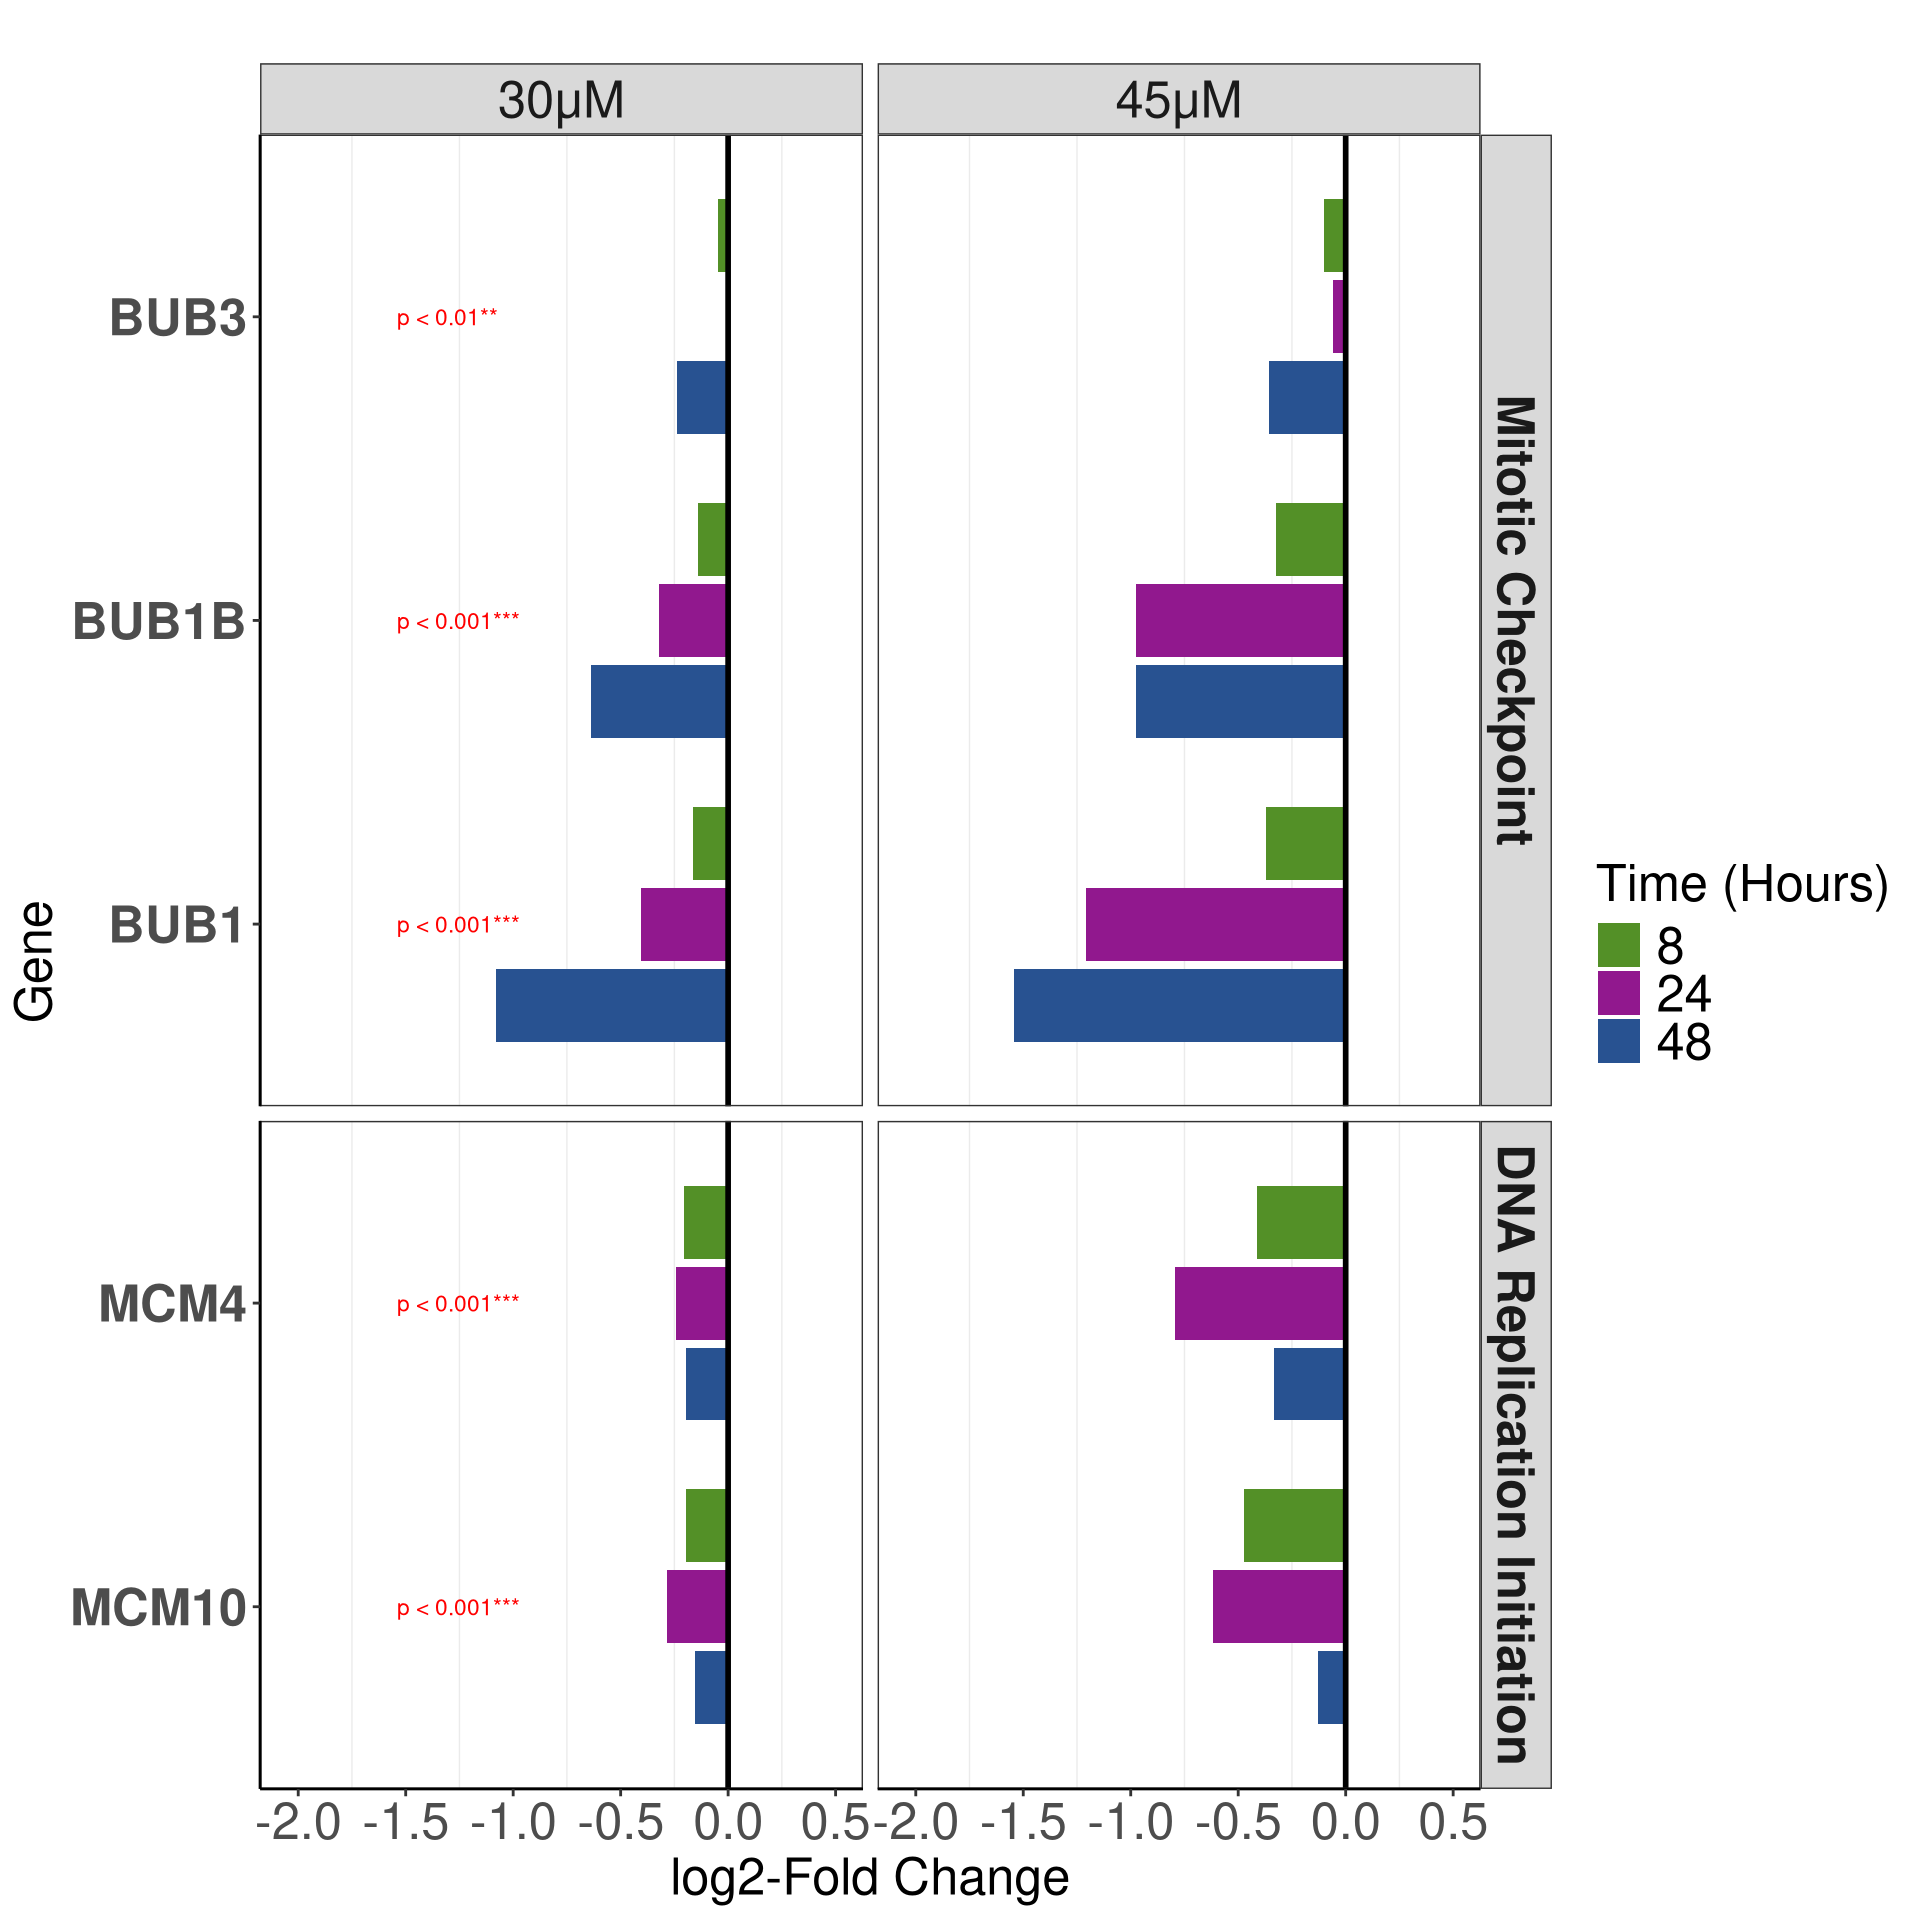 30µM
45µM
BUB3
p < 0.01**
BUB1B
p < 0.001***
BUB1
p < 0.001***
Mitotic Checkpoint
MCM4
p < 0.001***
MCM10
p < 0.001***
DNA Replication Initiation
Gene
-2.0 -1.5 -1.0 -0.5 0.0 0.5
-2.0 -1.5 -1.0 -0.5 0.0 0.5
log2-Fold Change
Time (Hours)
8
24
48